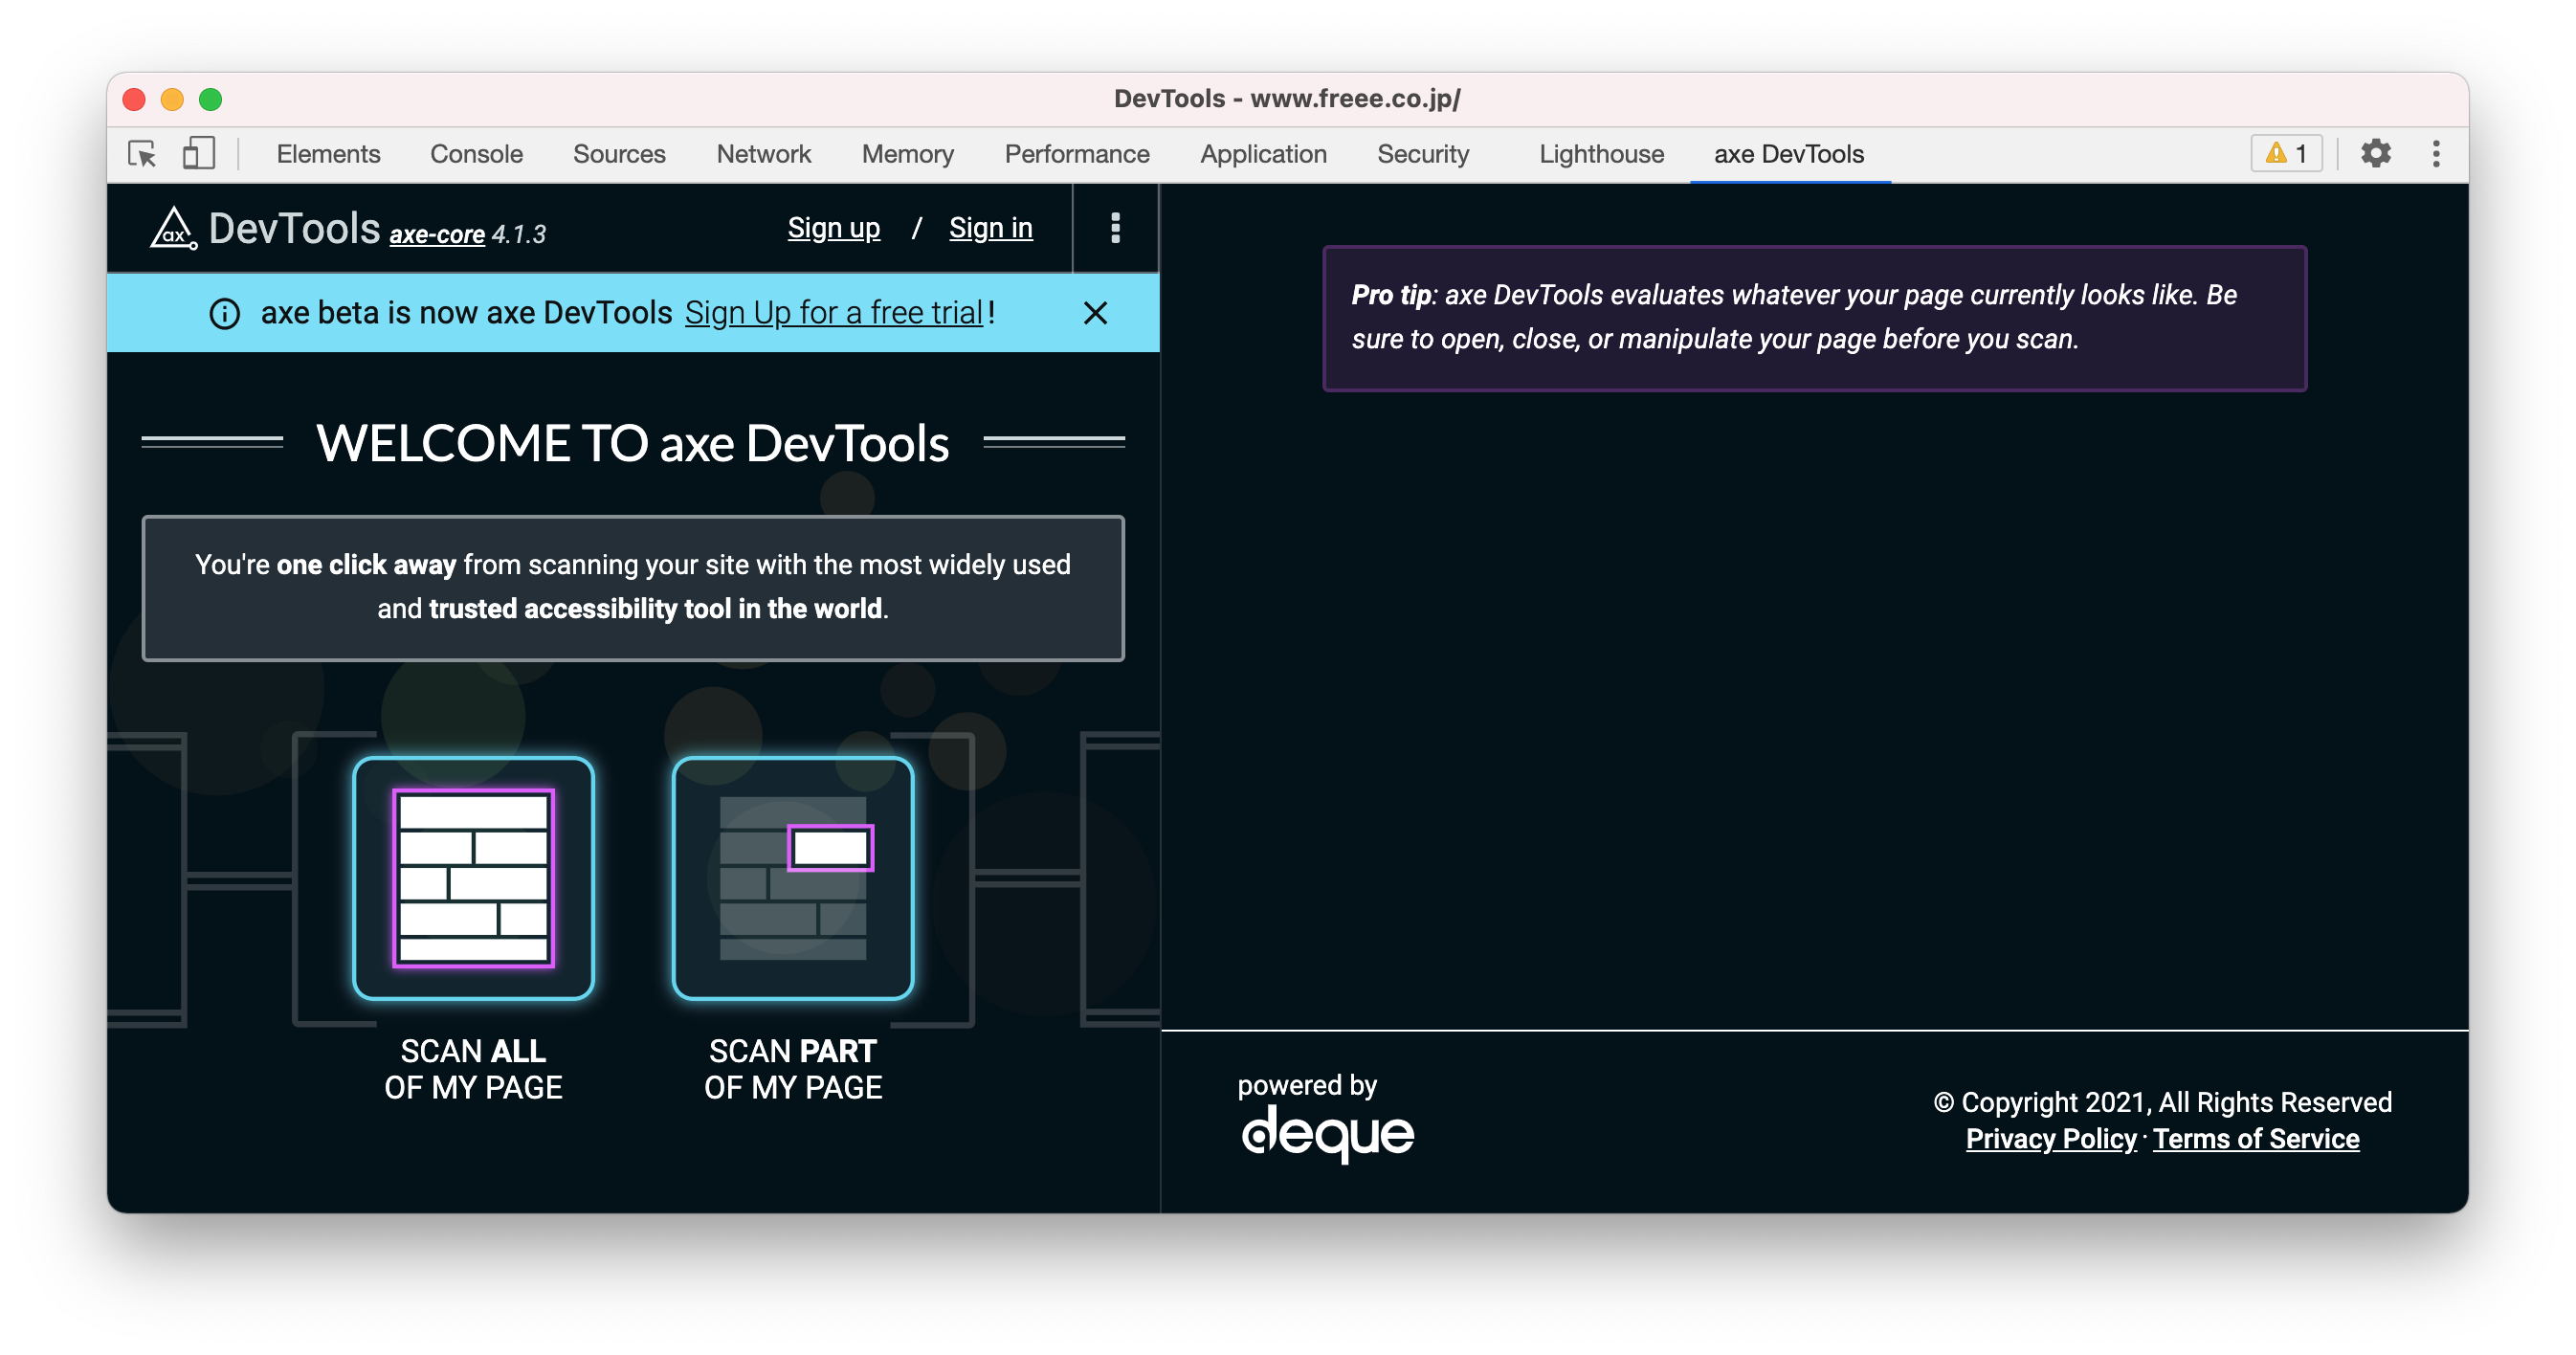 DevTools - www.freee.co.jp/
Elements Console Sources Network Memory Performance Application Security Lighthouse axe DevTools 1
ax DevTools axe-core 4.1.3 Sign up / Sign in
axe beta is now axe DevTools Sign Up for a free trial!
WELCOME TO axe DevTools
You're one click away from scanning your site with the most widely used
and trusted accessibility tool in the world.
SCAN ALL
OF MY PAGE
SCAN PART
OF MY PAGE
Pro tip: axe DevTools evaluates whatever your page currently looks like. Be
sure to open, close, or manipulate your page before you scan.
powered by
deque
© Copyright 2021, All Rights Reserved
Privacy Policy · Terms of Service